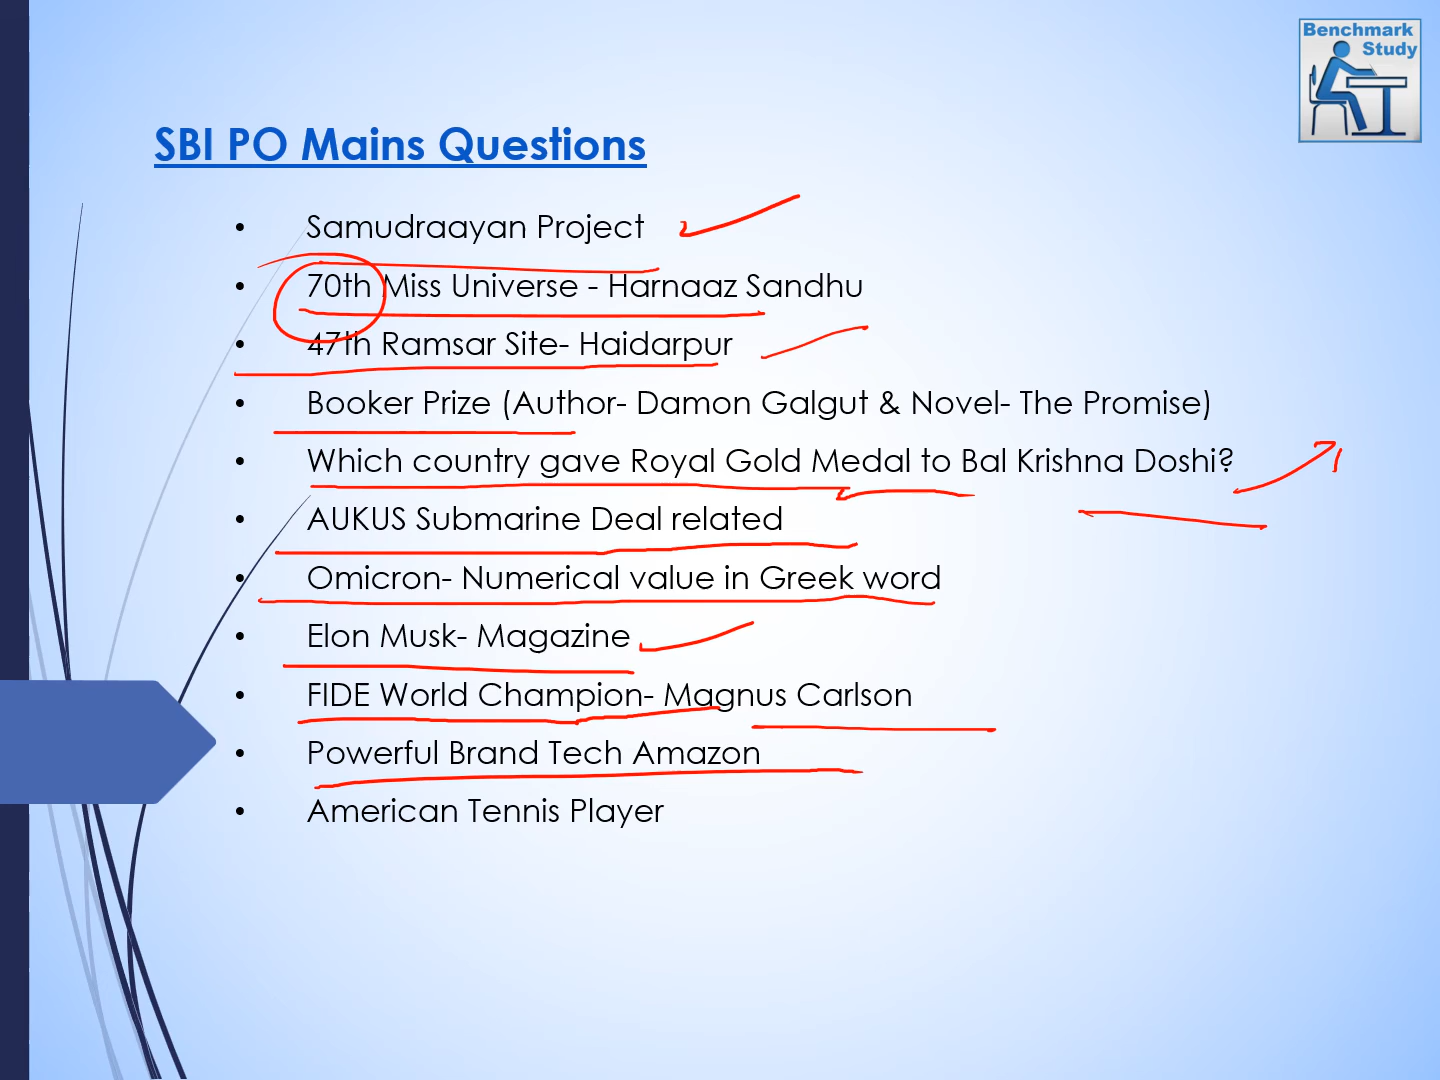 Benchmark
Study
SBI PO Mains Questions
• Samudraayan Project
• 70th Miss Universe - Harnaaz Sandhu
• 47th Ramsar Site- Haidarpur
• Booker Prize (Author- Damon Galgut & Novel- The Promise)
• Which country gave Royal Gold Medal to Bal Krishna Doshi?
• AUKUS Submarine Deal related
• Omicron- Numerical value in Greek word
• Elon Musk- Magazine
• FIDE World Champion- Magnus Carlson
• Powerful Brand Tech Amazon
• American Tennis Player